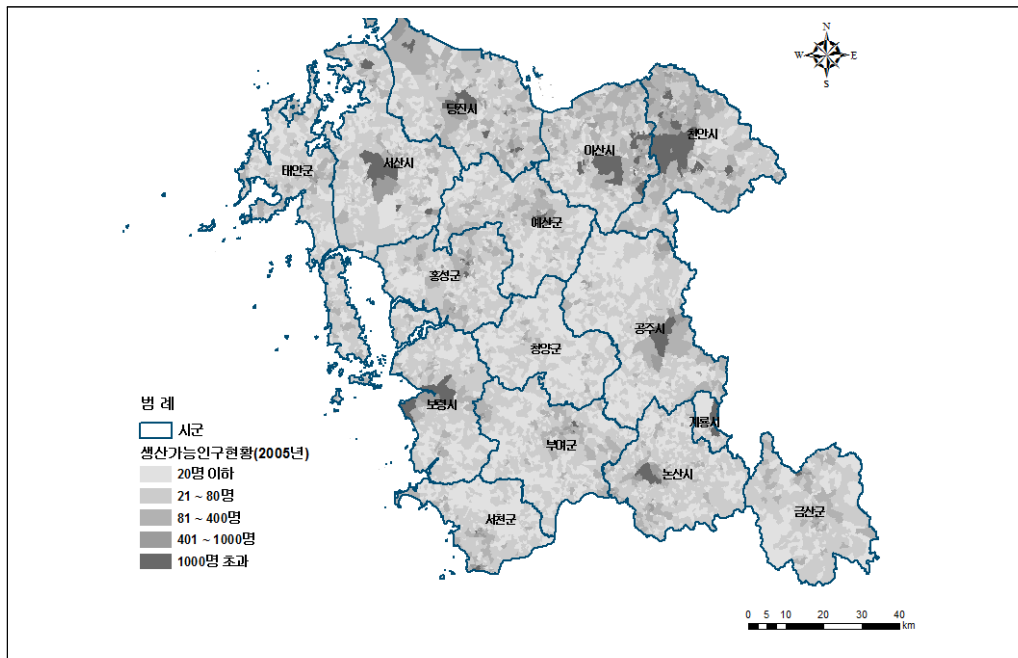 N
W E
S
당진시
천안시
아산시
서산시
태안군
예산군
홍성군
공주시
청양군
보령시
계룡시
부여군
논산시
금산군
서천군
범 례
시군
생산가능인구현황(2005년)
20명 이하
21 ~ 80명
81 ~ 400명
401 ~ 1000명
1000명 초과
0 5 10 20 30 40
km